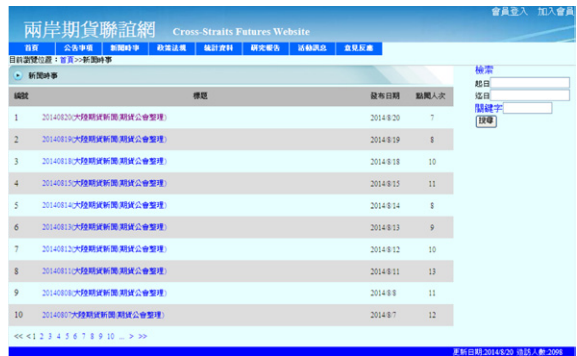 會員登入 加入會員
兩岸期貨聯誼網 Cross-Straits Futures Website
首頁 公告事項 新聞時事 政策法規 統計資料 研究報告 活動訊息 意見反應
目前瀏覽位置：首頁>>新聞時事
新聞時事
檢索
起日
迄日
關鍵字
搜尋
編號 標題 發布日期 點閱人次
1 20140820(大陸期貨新聞,期貨公會整理) 2014/8/20 7
2 20140819(大陸期貨新聞,期貨公會整理) 2014/8/19 8
3 20140818(大陸期貨新聞,期貨公會整理) 2014/8/18 10
4 20140815(大陸期貨新聞,期貨公會整理) 2014/8/15 11
5 20140814(大陸期貨新聞,期貨公會整理) 2014/8/14 8
6 20140813(大陸期貨新聞,期貨公會整理) 2014/8/13 9
7 20140812(大陸期貨新聞,期貨公會整理) 2014/8/12 10
8 20140811(大陸期貨新聞,期貨公會整理) 2014/8/11 13
9 20140808(大陸期貨新聞,期貨公會整理) 2014/8/8 11
10 20140807大陸期貨新聞(期貨公會整理) 2014/8/7 12
<< < 1 2 3 4 5 6 7 8 9 10 ... > >>
更新日期:2014/8/20 造訪人數:2098